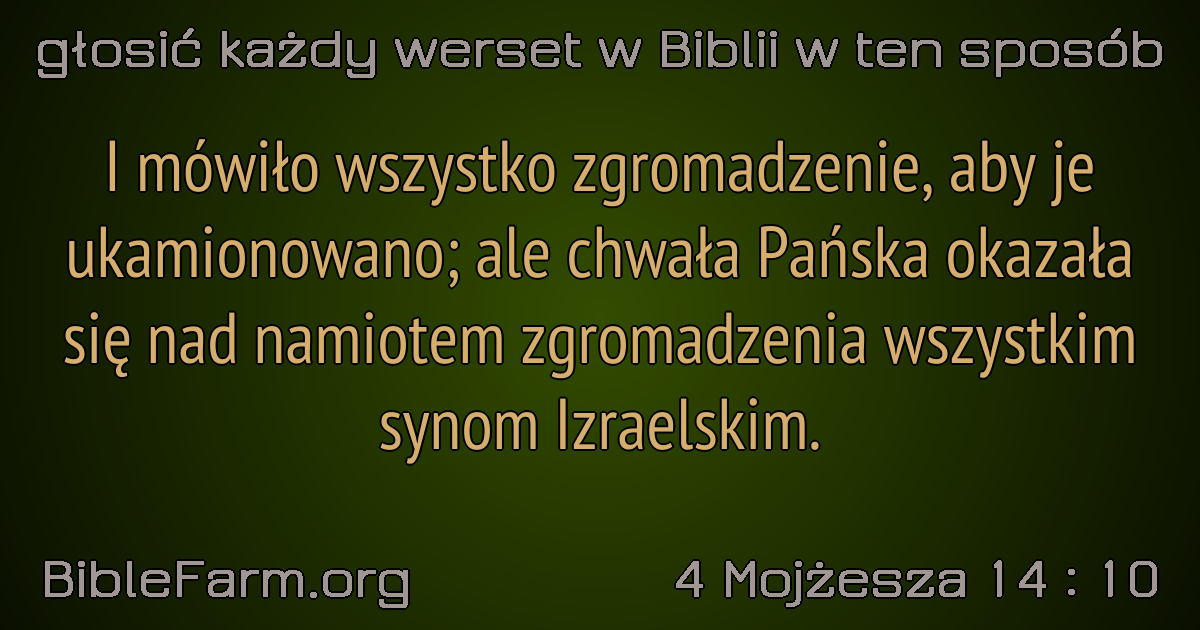 głosić każdy werset w Biblii w ten sposób
I mówiło wszystko zgromadzenie, aby je
ukamionowano; ale chwała Pańska okazała
się nad namiotem zgromadzenia wszystkim
synom Izraelskim.
BibleFarm.org
4 Mojżesza 14 : 10